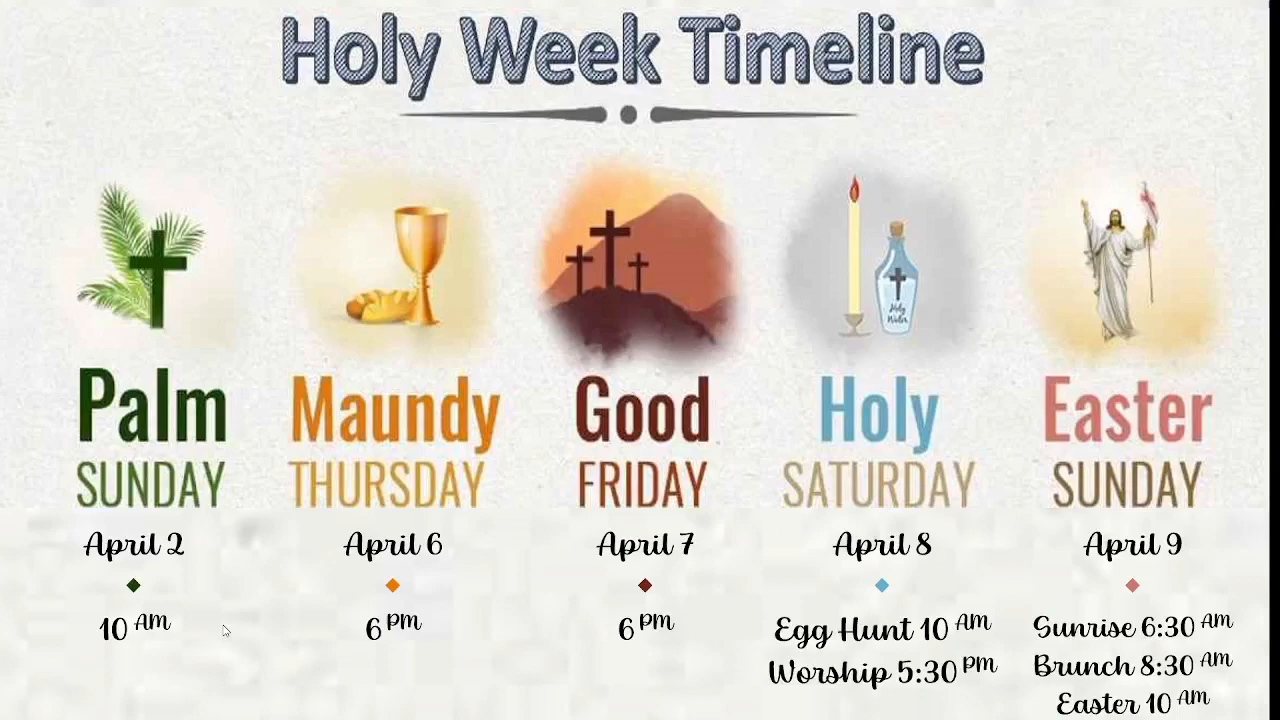 Holy Week Timeline
Holy
Water
Palm
SUNDAY
April 2
10 AM
Maundy
THURSDAY
April 6
6 PM
Good
FRIDAY
April 7
6 PM
Holy
SATURDAY
April 8
Egg Hunt 10 AM
Worship 5:30 PM
Easter
SUNDAY
April 9
Sunrise 6:30 AM
Brunch 8:30 AM
Easter 10 AM